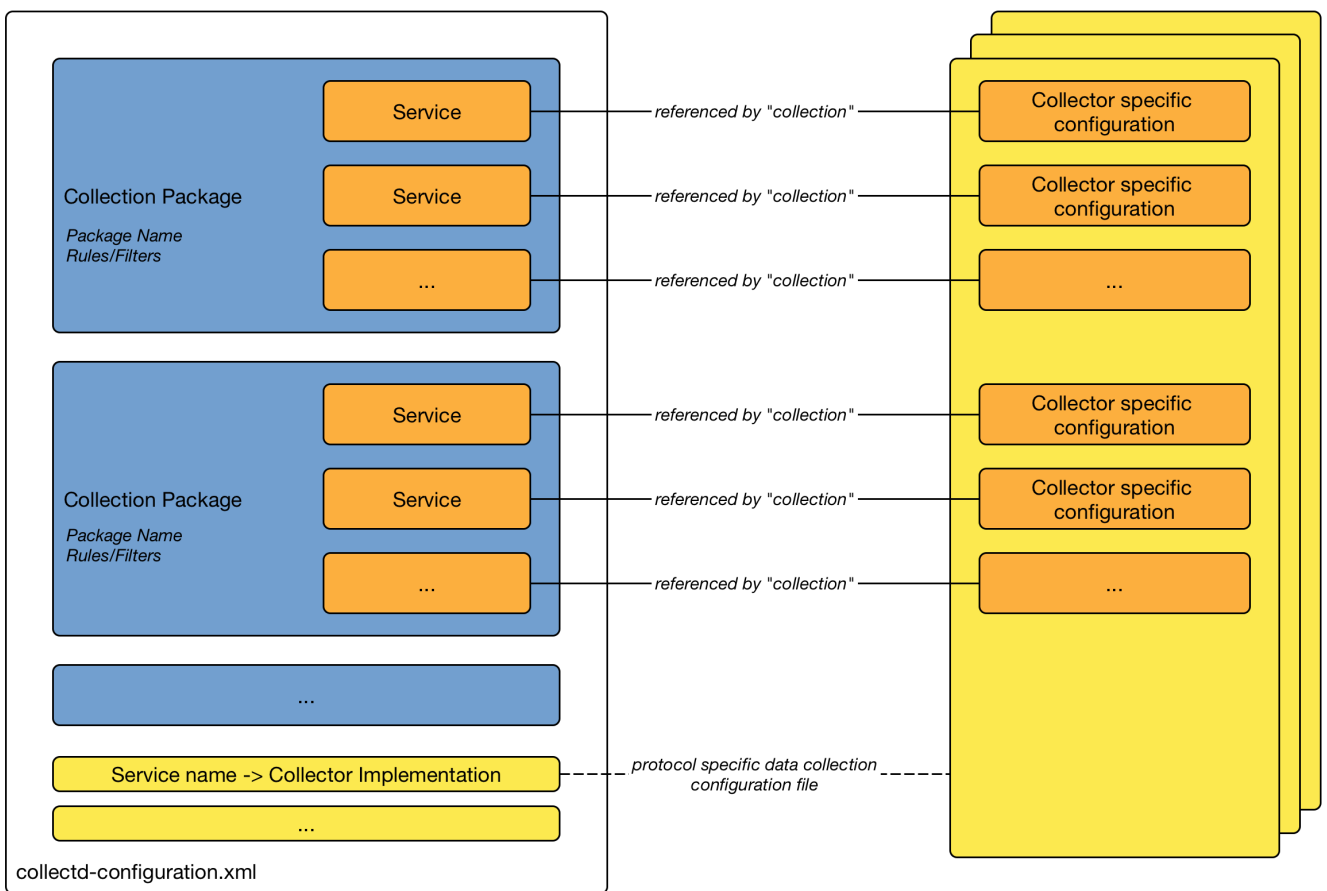 Service
referenced by "collection"
Collector specific
configuration
Collection Package
Package Name
Rules/Filters
Service
referenced by "collection"
Collector specific
configuration
...
referenced by "collection"
...
Service
referenced by "collection"
Collector specific
configuration
Collection Package
Package Name
Rules/Filters
Service
referenced by "collection"
Collector specific
configuration
...
referenced by "collection"
...
...
Service name -> Collector Implementation
protocol specific data collection
configuration file
...
collectd-configuration.xml